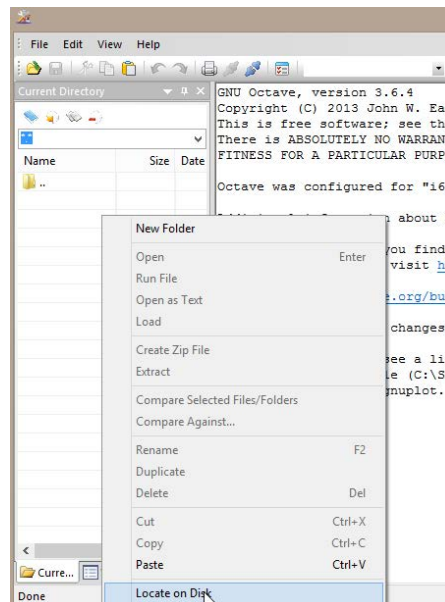 File Edit View Help
Current Directory
Name Size Date
..
GNU Octave, version 3.6.4
Copyright (C) 2013 John W. Ea
This is free software; see th
There is ABSOLUTELY NO WARRAN
FITNESS FOR A PARTICULAR PURP
Octave was configured for "i6
about
you find
visit h
e.org/bu
changes
see a li
le (C:\S
gnuplot.
New Folder
Open Enter
Run File
Open as Text
Load
Create Zip File
Extract
Compare Selected Files/Folders
Compare Against...
Rename F2
Duplicate
Delete Del
Cut Ctrl+X
Copy Ctrl+C
Paste Ctrl+V
Locate on Disk
Curre...
Done